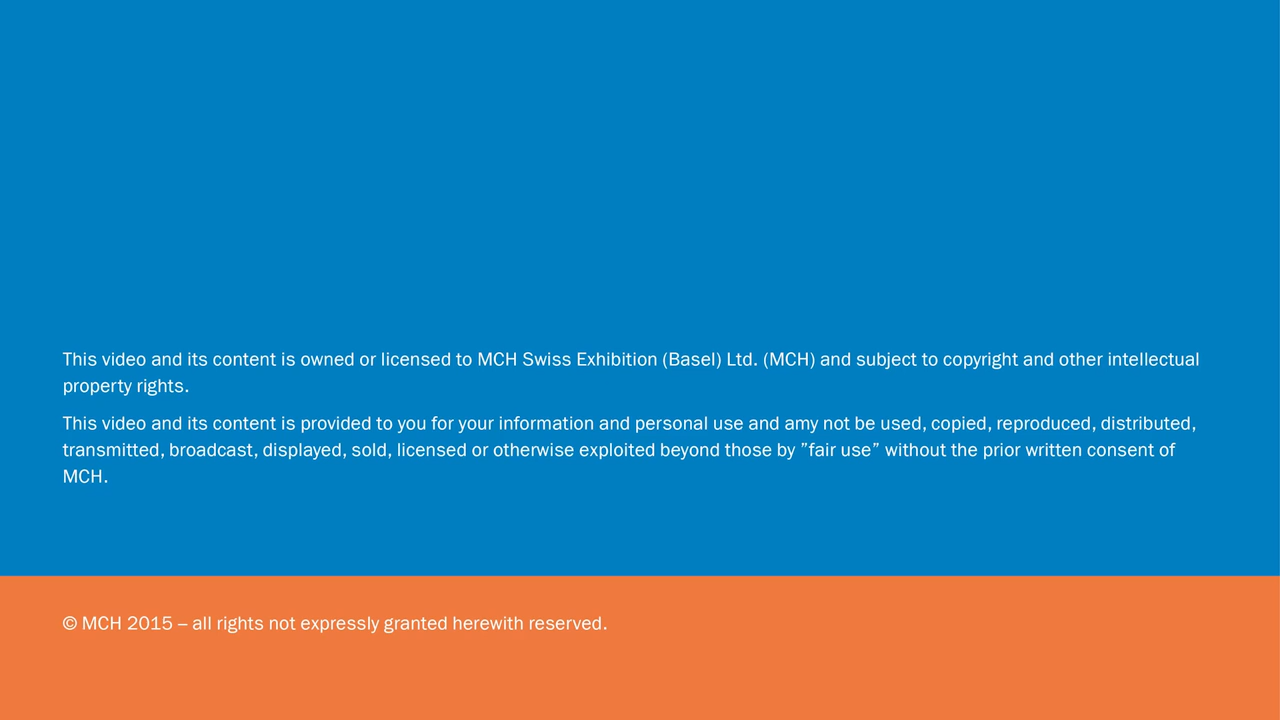 This video and its content is owned or licensed to MCH Swiss Exhibition (Basel) Ltd. (MCH) and subject to copyright and other intellectual
property rights.
This video and its content is provided to you for your information and personal use and amy not be used, copied, reproduced, distributed,
transmitted, broadcast, displayed, sold, licensed or otherwise exploited beyond those by ”fair use” without the prior written consent of
MCH.
© MCH 2015 – all rights not expressly granted herewith reserved.